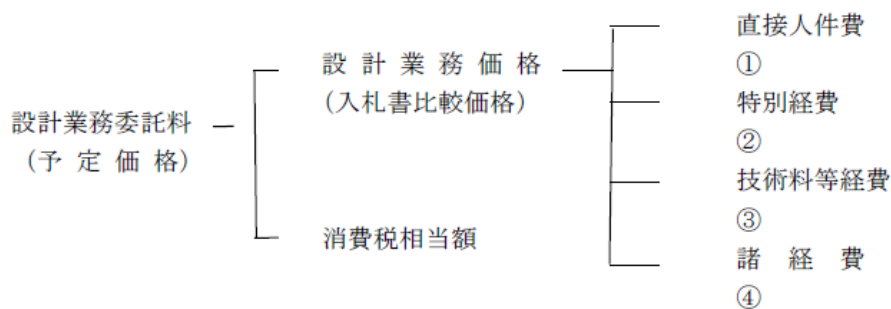 設計業務委託料
(予定価格)
設計業務価格
(入札書比較価格)
消費税相当額
直接人件費
①
特別経費
②
技術料等経費
③
諸経費
④